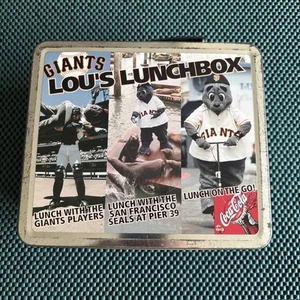 GIANTS
LOU'S LUNCHBOX
GIANTS
GIANTS
LUNCH WITH THE
GIANTS PLAYERS
LUNCH WITH THE
SAN FRANCISCO
SEALS AT PIER 39
LUNCH ON THE GO!
Coca-Cola